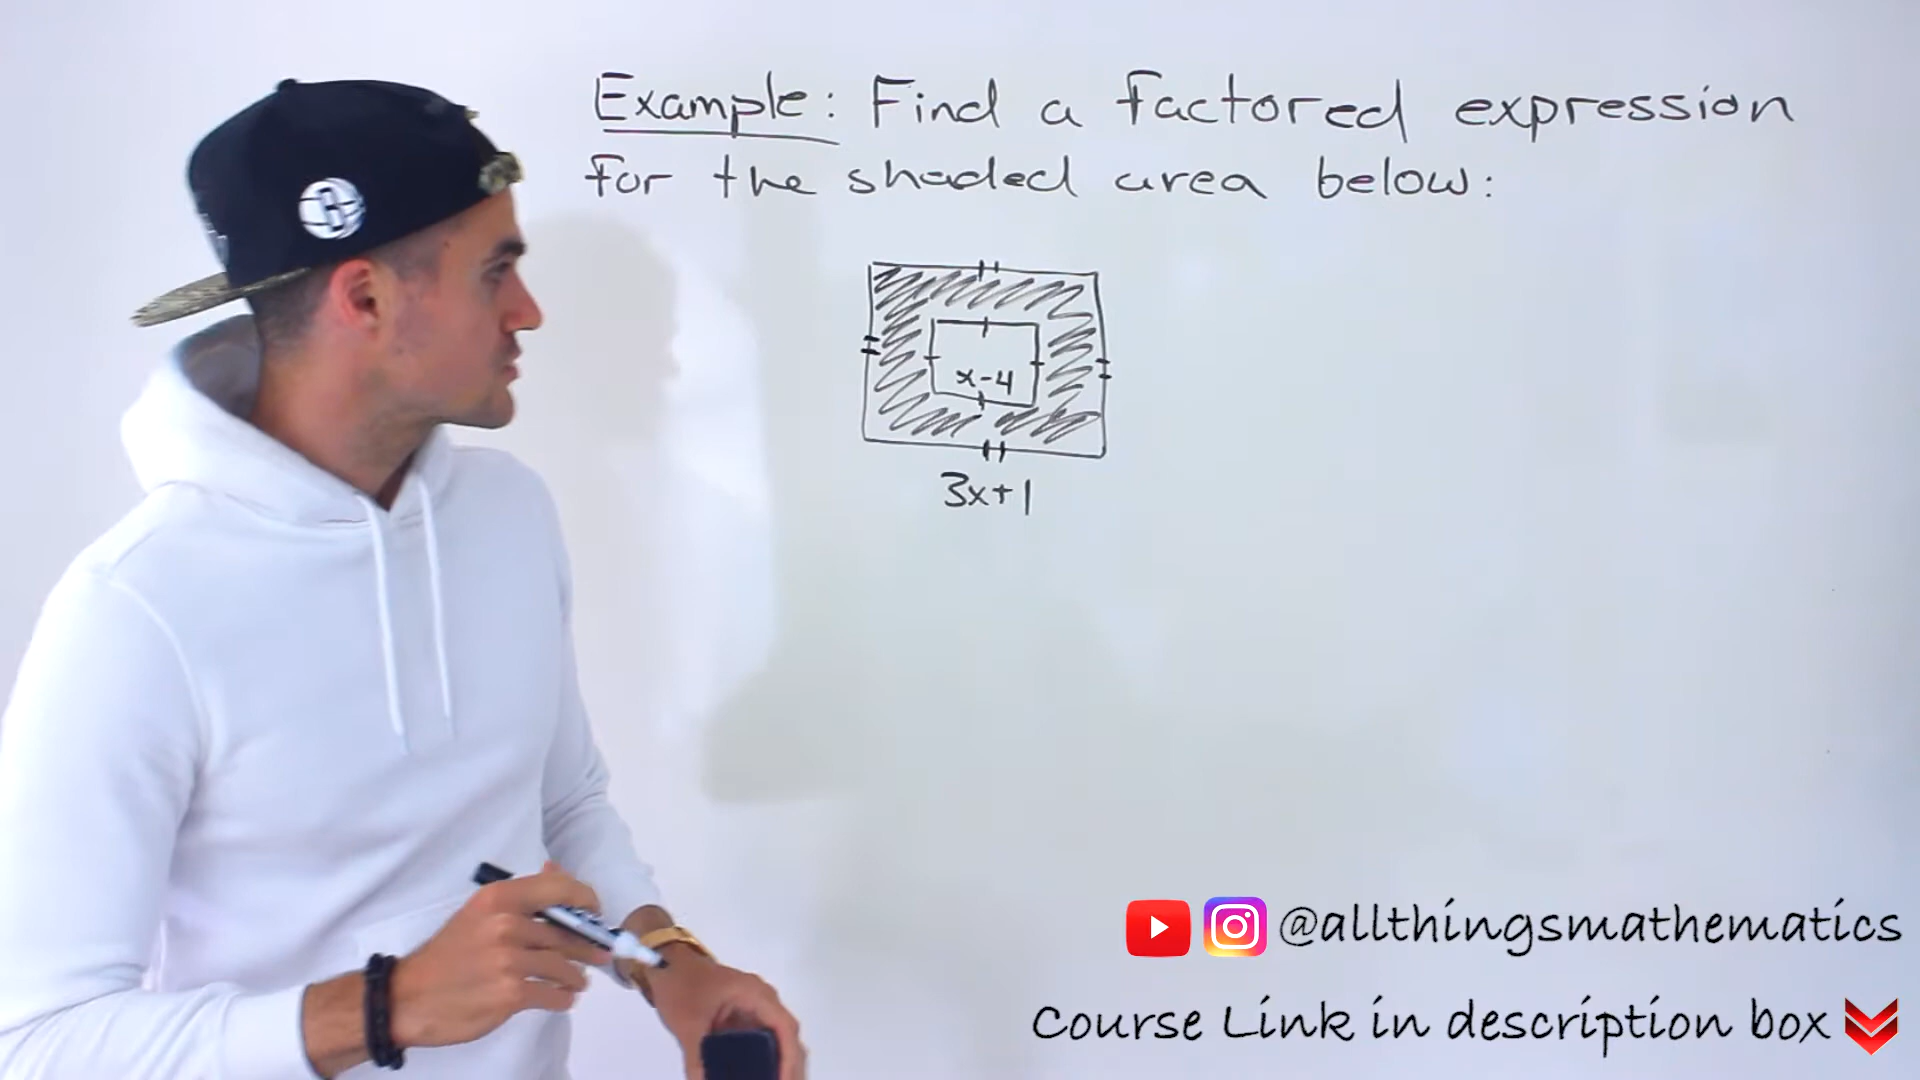 Example: Find a factored expression
for the shaded area below:
x-4
3x+1
@allthingsmathematics
Course Link in description box